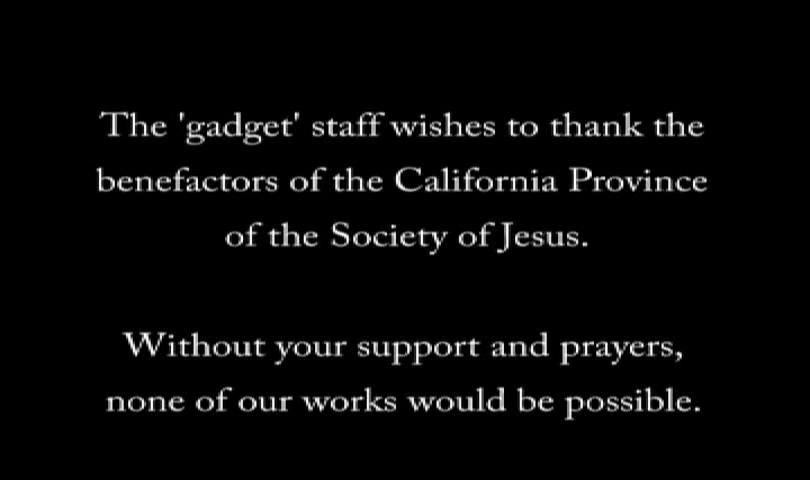 The 'gadget' staff wishes to thank the
benefactors of the California Province
of the Society of Jesus.
Without your support and prayers,
none of our works would be possible.